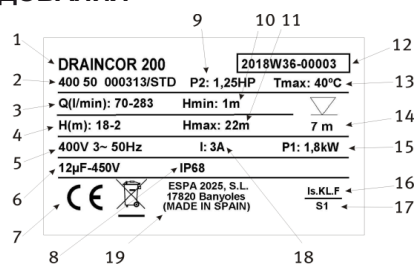 ДОВАНИЯ
9 10 11
1 DRAINCOR 200 2018W36-00003 12
2 400 50 000313/STD P2: 1,25HP Tmax: 40ºC 13
3 Q(l/min): 70-283 Hmin: 1m
4 H(m): 18-2 Hmax: 22m 7 m 14
5 400V 3~ 50Hz I: 3A P1: 1,8kW 15
6 12µF-450V IP68
7 CE ESPA 2025, S.L. Is.KL.F 16
17820 Banyoles S1 17
(MADE IN SPAIN)
8 19 18